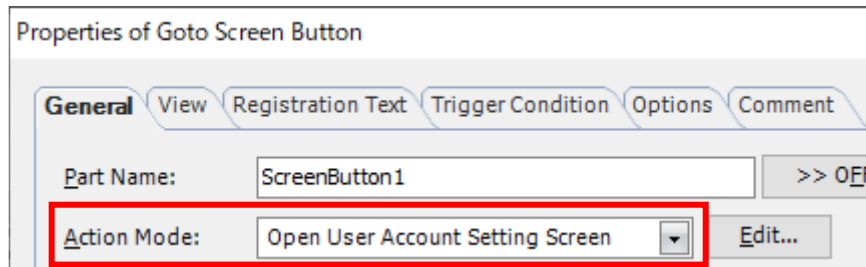 Properties of Goto Screen Button
General View Registration Text Trigger Condition Options Comment
Part Name: ScreenButton1 >> OFF
Action Mode: Open User Account Setting Screen Edit...